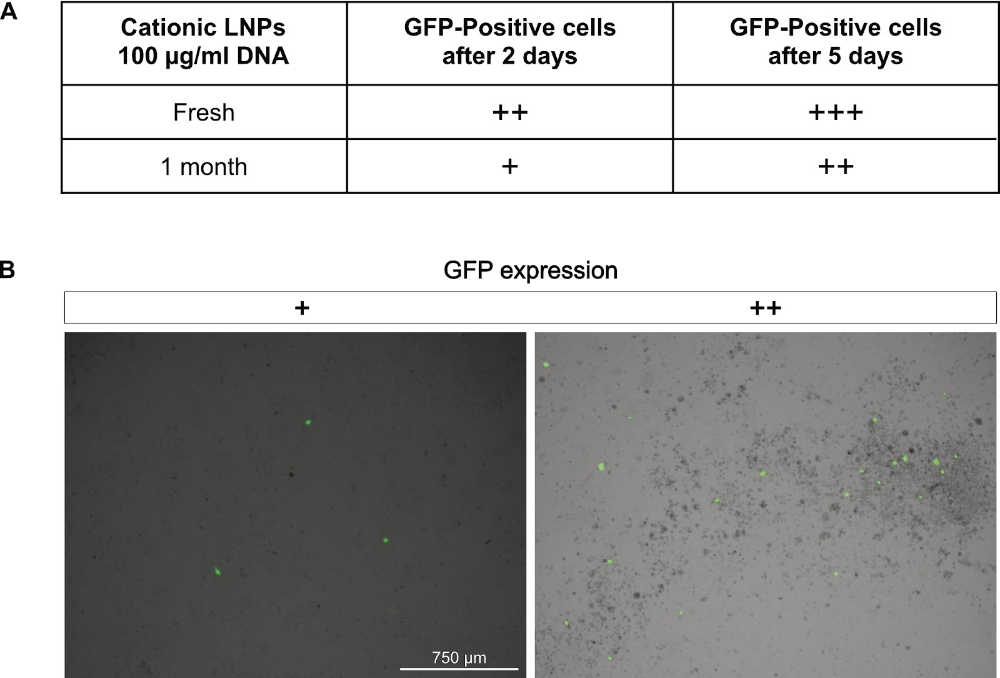 A
Cationic LNPs
100 µg/ml DNA
GFP-Positive cells
after 2 days
GFP-Positive cells
after 5 days
Fresh
++
+++
1 month
+
++
B
GFP expression
+
++
750 µm